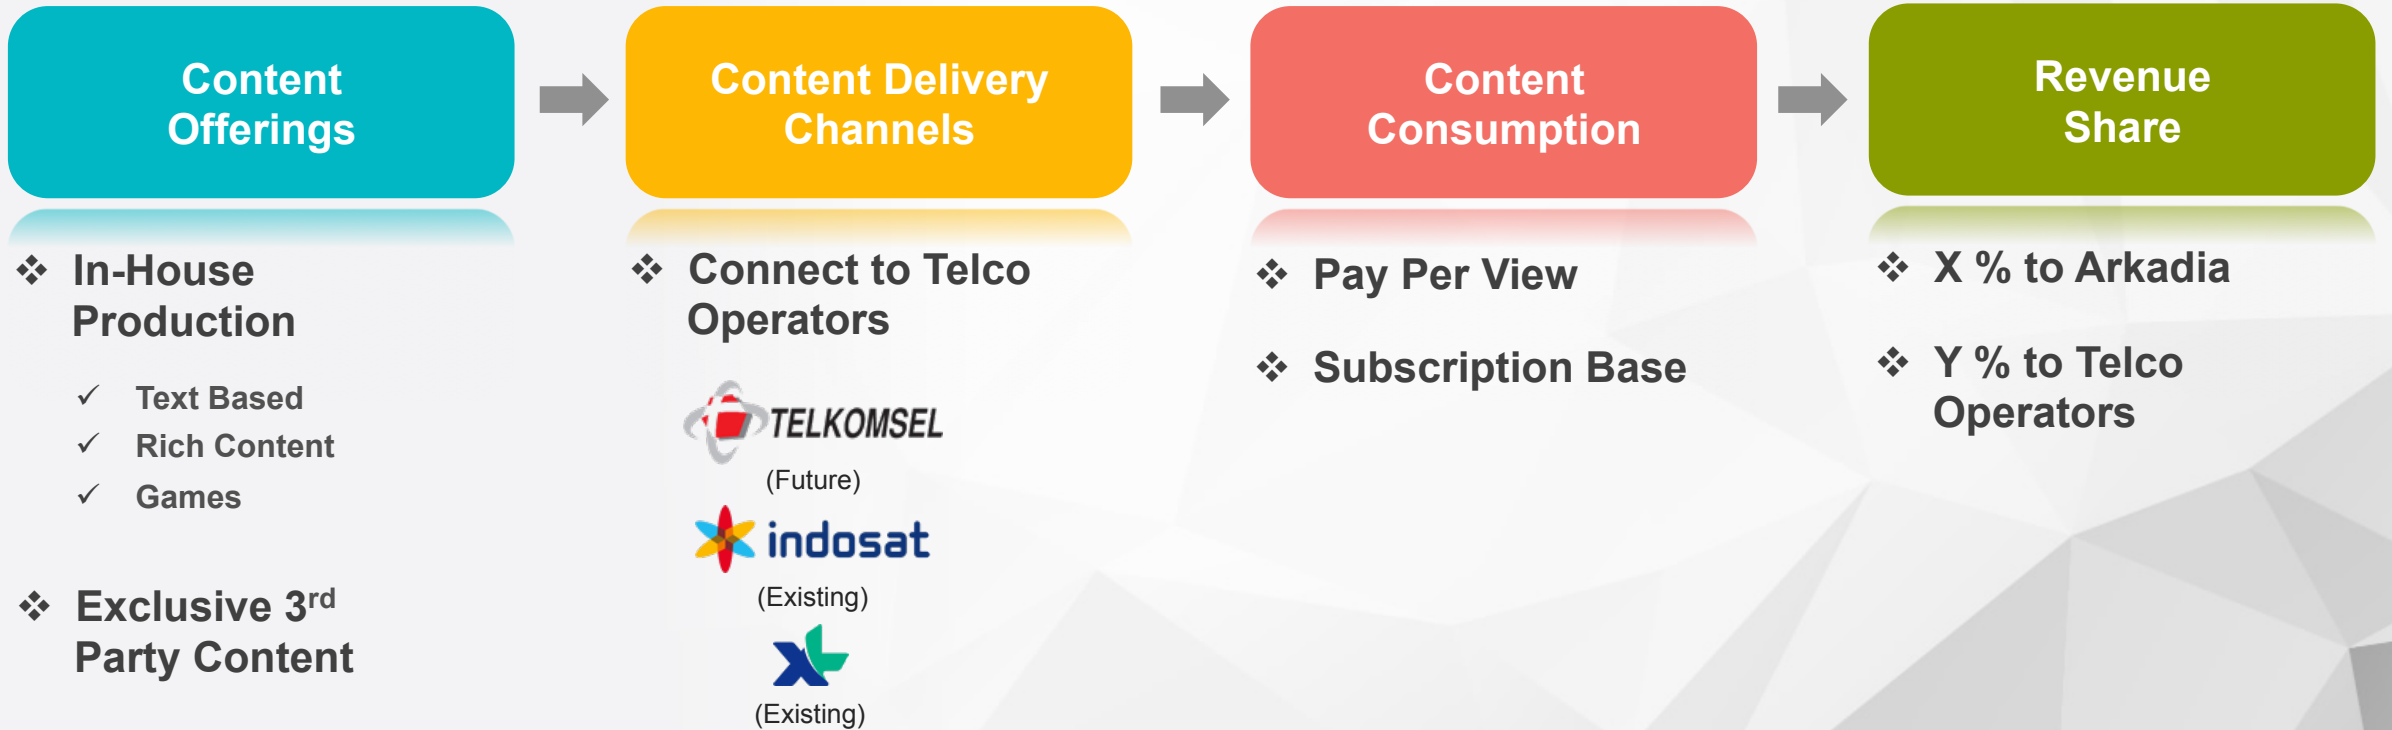 Content
Offerings
Content Delivery
Channels
Content
Consumption
Revenue
Share
❖ In-House
Production
✓ Text Based
✓ Rich Content
✓ Games
❖ Exclusive 3rd
Party Content
❖ Connect to Telco
Operators
TELKOMSEL
(Future)
indosat
(Existing)
XL
(Existing)
❖ Pay Per View
❖ Subscription Base
❖ X % to Arkadia
❖ Y % to Telco
Operators